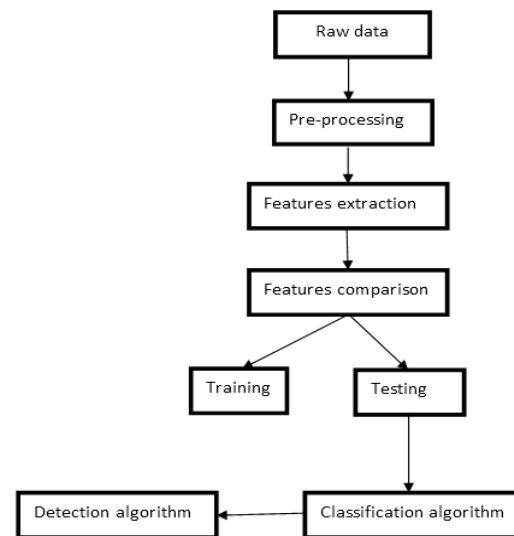 Raw data
Pre-processing
Features extraction
Features comparison
Training
Testing
Detection algorithm
Classification algorithm